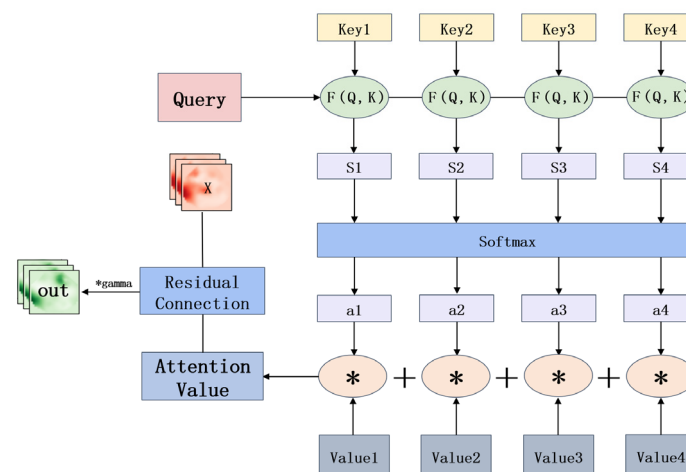 Key1 Key2 Key3 Key4
Query F(Q,K) F(Q,K) F(Q,K) F(Q,K)
S1 S2 S3 S4
X
Softmax
Residual
Connection
*gamma
out
a1 a2 a3 a4
Attention
Value
* + * + * + *
Value1 Value2 Value3 Value4